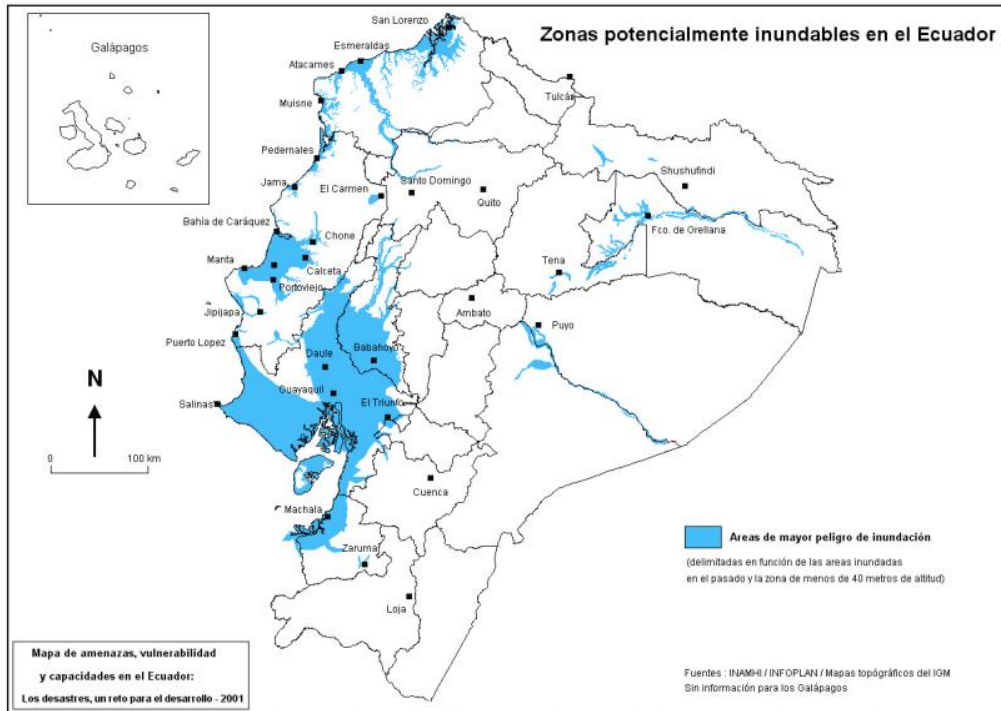 Zonas potencialmente inundables en el Ecuador
Galápagos
San Lorenzo
Esmeraldas
Atacames
Muisne
Tulcán
Pedernales
Jama
El Carmen
Santo Domingo
Quito
Shushufindi
Bahía de Caráquez
Chone
Fco. de Orellana
Manta
Calceta
Tena
Portoviejo
Jipijapa
Ambato
Puyo
Puerto Lopez
Daule
Babahoyo
Guayaquil
El Triunfo
Salinas
N
0 100 km
Cuenca
Machala
Zaruma
Loja
Areas de mayor peligro de inundación
(delimitadas en función de las areas inundadas
en el pasado y la zona de menos de 40 metros de altitud)
Mapa de amenazas, vulnerabilidad
y capacidades en el Ecuador:
Los desastres, un reto para el desarrollo - 2001
Fuentes : INAMHI / INFOPLAN / Mapas topógráficos del IGM
Sin información para los Galápagos